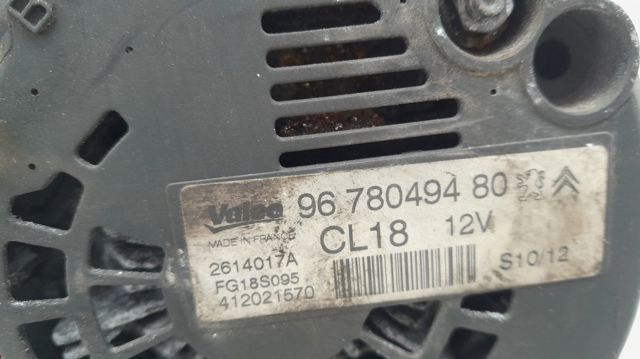 Valeo 96 780494 80
MADE IN FRANCE CL18 12V
2614017A S10/12
FG18S095
412021570
B